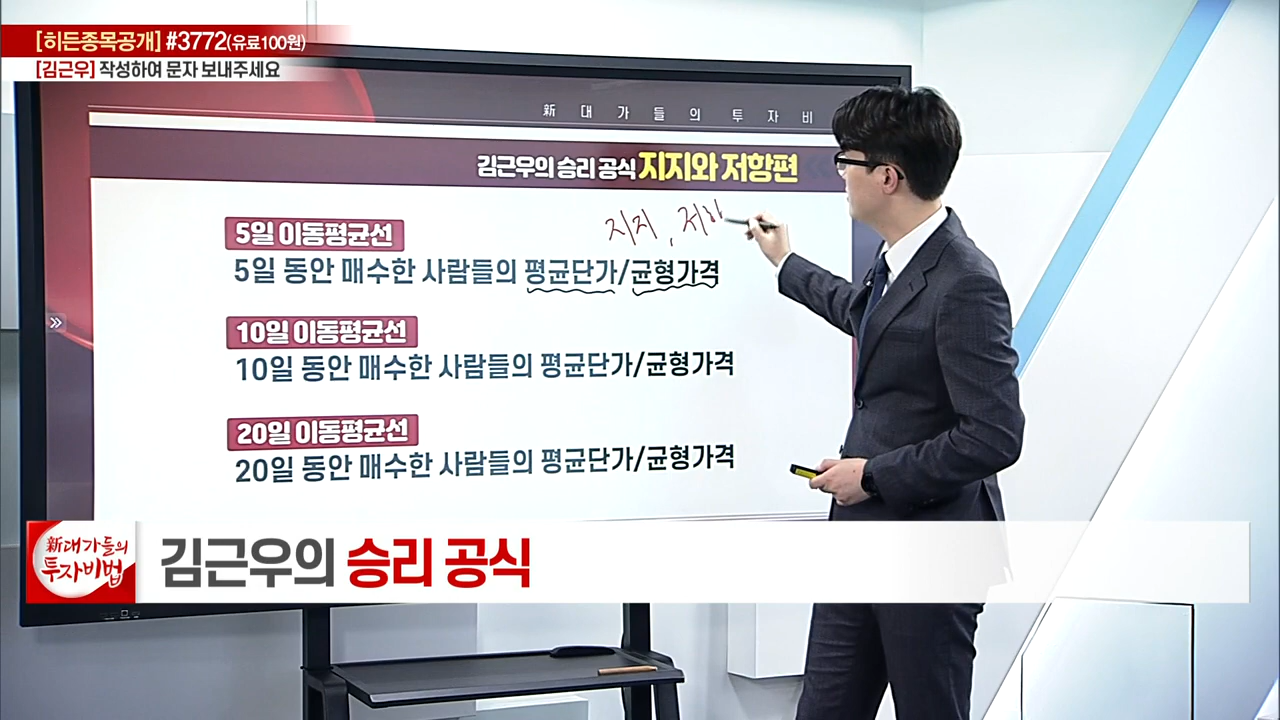 [히든종목공개] #3772(유료100원)
[김근우] 작성하여 문자 보내주세요
新 대 가 들 의 투 자 비
김근우의 승리 공식 지지와 저항편
지지, 저하
5일 이동평균선
5일 동안 매수한 사람들의 평균단가/균형가격
10일 이동평균선
10일 동안 매수한 사람들의 평균단가/균형가격
20일 이동평균선
20일 동안 매수한 사람들의 평균단가/균형가격
新대가들의
투자비법
김근우의 승리 공식